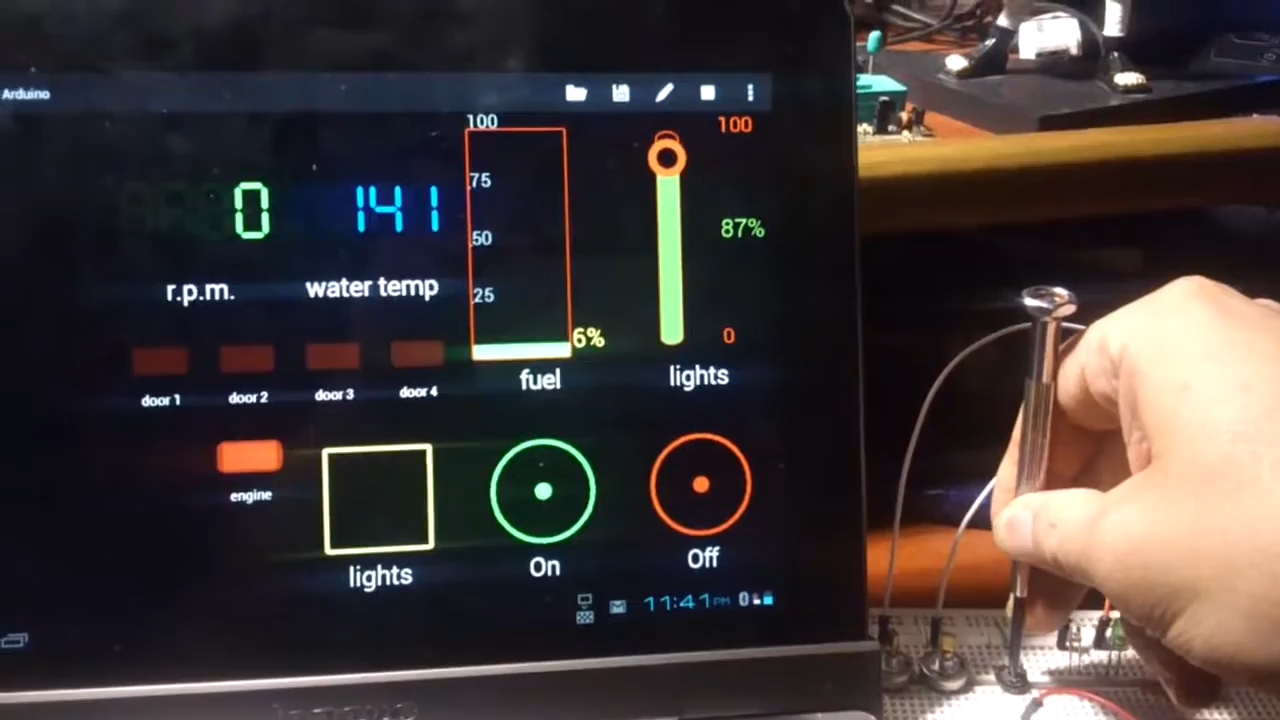 Arduino
100
100
75
0
141
87%
50
r.p.m.
water temp
25
6%
0
fuel
lights
door 1
door 2
door 3
door 4
engine
lights
On
Off
11:41PM